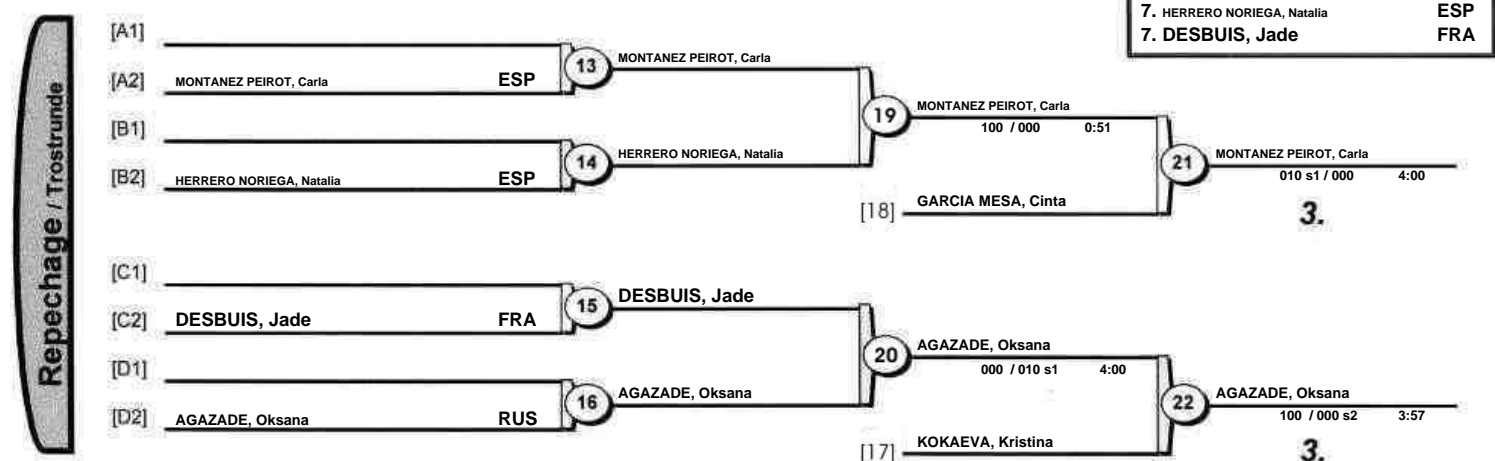 7. HERRERO NORIEGA, Natalia ESP
7. DESBUIS, Jade FRA
Repechage / Trostrunde
[A1]
[A2] MONTANEZ PEIROT, Carla ESP
13 MONTANEZ PEIROT, Carla
[B1]
[B2] HERRERO NORIEGA, Natalia ESP
14 HERRERO NORIEGA, Natalia
19 MONTANEZ PEIROT, Carla
100 / 000 0:51
[18] GARCIA MESA, Cinta
21 MONTANEZ PEIROT, Carla
010 s1 / 000 4:00
3.
[C1]
[C2] DESBUIS, Jade FRA
15 DESBUIS, Jade
[D1]
[D2] AGAZADE, Oksana RUS
16 AGAZADE, Oksana
20 AGAZADE, Oksana
000 / 010 s1 4:00
[17] KOKAEVA, Kristina
22 AGAZADE, Oksana
100 / 000 s2 3:57
3.